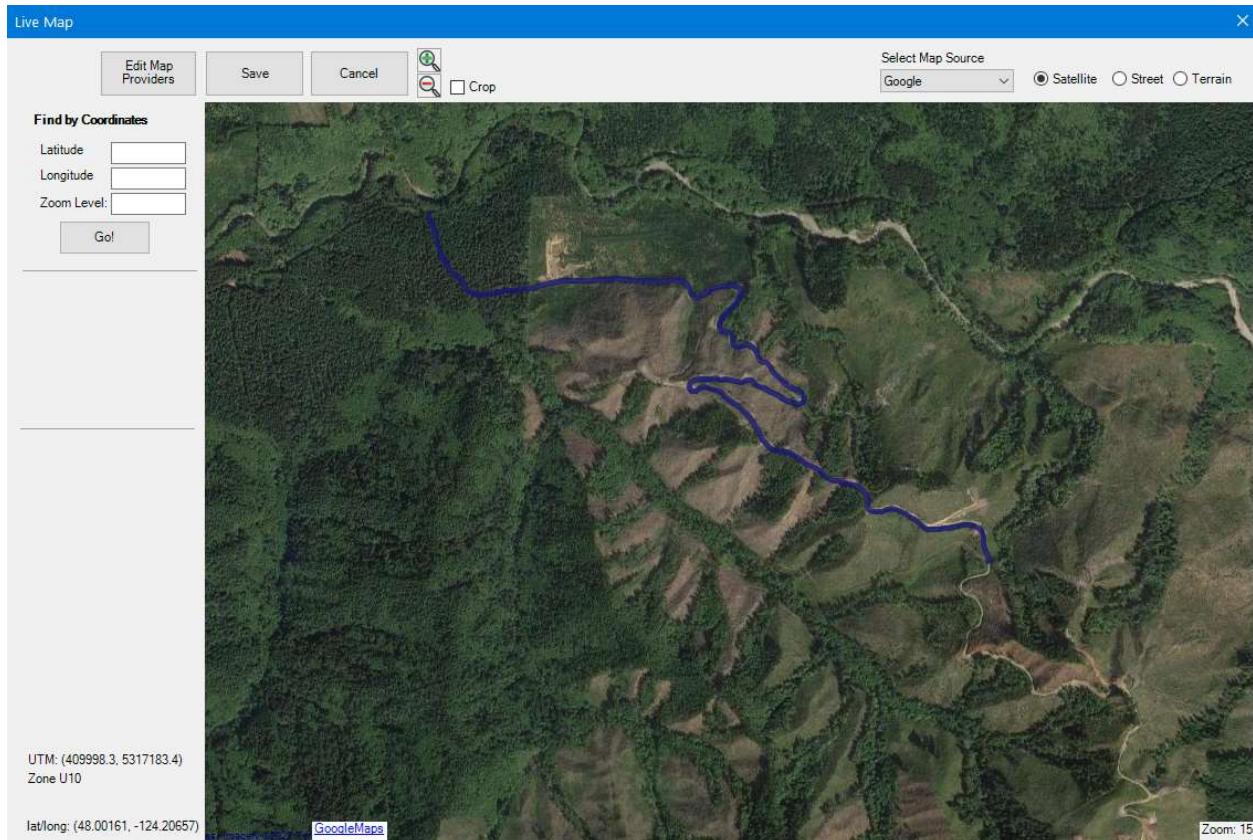 Live Map
Edit Map
Providers
Save
Cancel
Crop
Select Map Source
Google
Satellite
Street
Terrain
Find by Coordinates
Latitude
Longitude
Zoom Level:
Go!
UTM: (409998.3, 5317183.4)
Zone U10
lat/long: (48.00161, -124.20657)
GoogleMaps
Zoom: 15